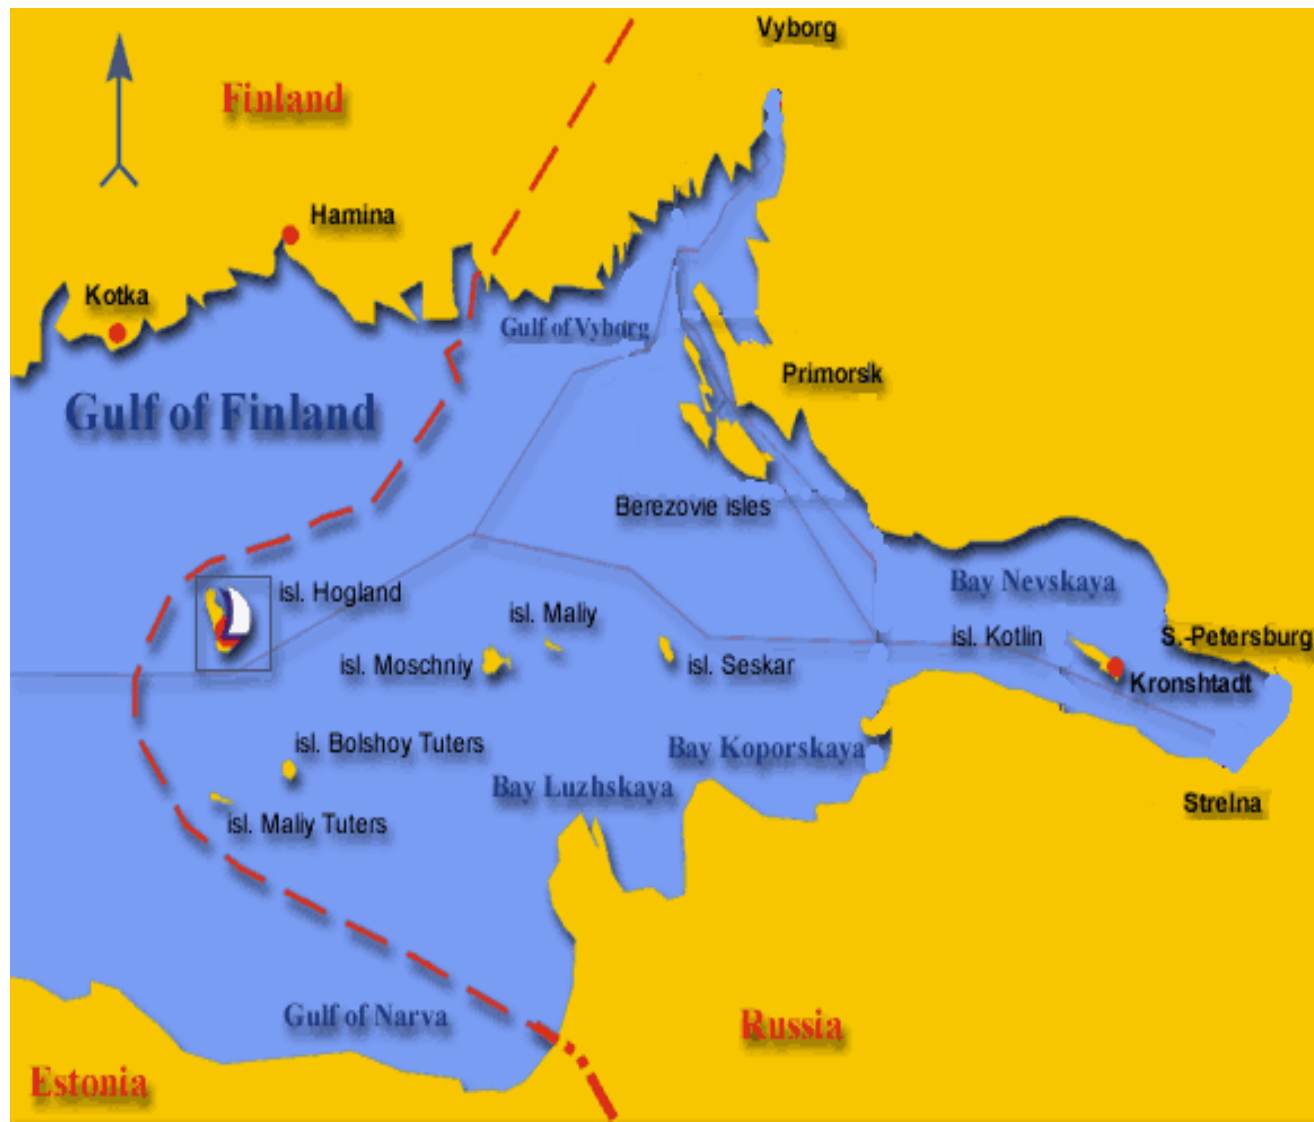 Vyborg
Finland
Hamina
Kotka
Gulf of Vyborg
Primorsik
Gulf of Finland
Berezovie isles
isl. Hogland
Bay Nevskaya
isl. Maliy
isl. Kotlin
S.-Petersburg
isl. Moschniy
isl. Seskar
Kronshtadt
isl. Bolshoy Tuters
Bay Koporskaya
Bay Luzhskaya
Strelna
isl. Maliy Tuters
Gulf of Narva
Russia
Estonia